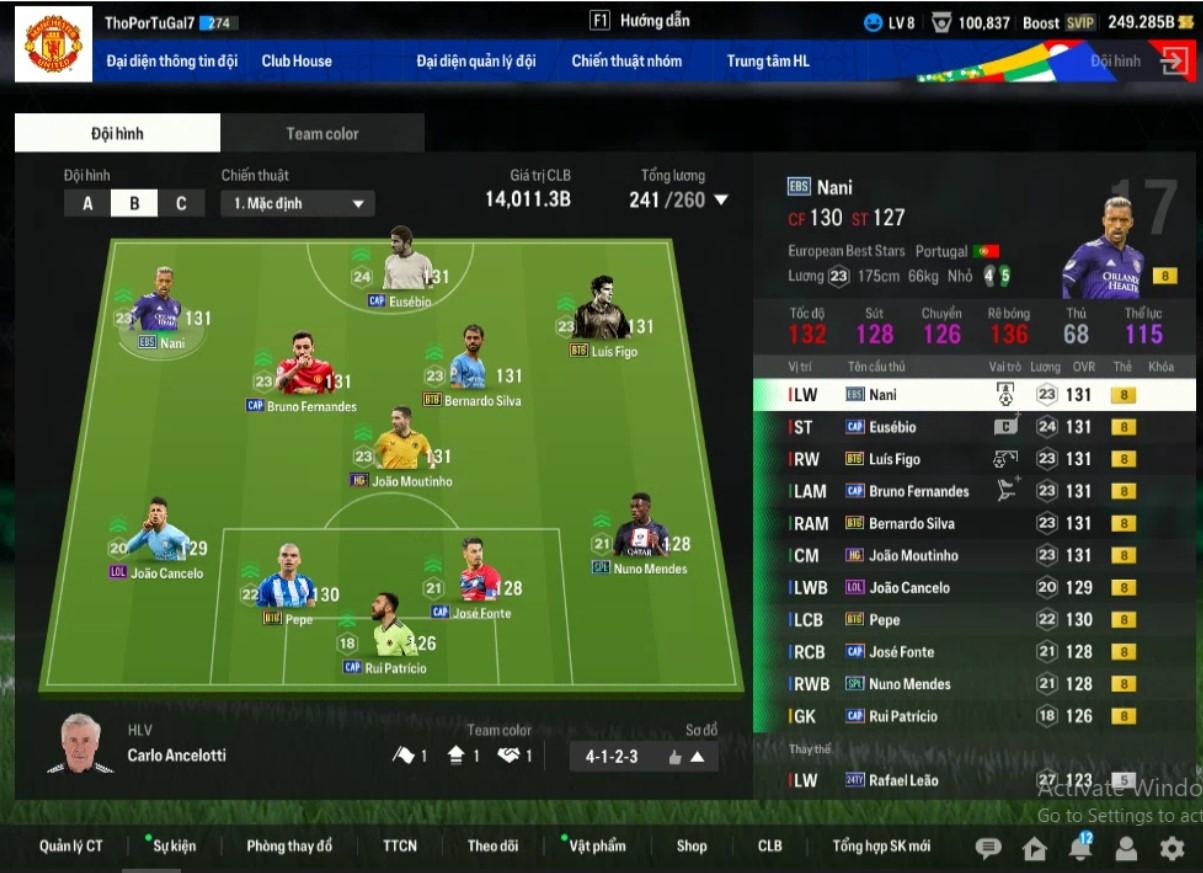 ThoPorTuGal7 274
F1 Hướng dẫn
LV 8 100,837 Boost SVIP 249.285B
Đại diện thông tin đội Club House Đại diện quản lý đội Chiến thuật nhóm Trung tâm HL Đội hình
Đội hình Team color
Đội hình Chiến thuật Giá trị CLB Tổng lương
A B C 1. Mặc định 14,011.3B 241 /260
24 131
CAP Eusébio
23 131
EBS Nani
23 131
BTB Luís Figo
23 131
CAP Bruno Fernandes
23 131
BTB Bernardo Silva
23 131
HG João Moutinho
20 129
LOL João Cancelo
QATAR
21 128
SPL Nuno Mendes
22 130
BTB Pepe
21 128
CAP José Fonte
18 126
CAP Rui Patrício
HLV Team color Sơ đồ
Carlo Ancelotti 1 1 1 4-1-2-3
EBS Nani
17
CF 130 ST 127
European Best Stars Portugal
Lương 23 175cm 66kg Nhỏ 4 5
ORLANDO HEALTH
8
Tốc độ Sút Chuyền Rê bóng Thủ Thể lực
132 128 126 136 68 115
Vị trí Tên cầu thủ Vai trò Lương OVR Thẻ Khóa
LW EBS Nani 23 131 8
ST CAP Eusébio C 24 131 8
RW BTB Luís Figo 23 131 8
LAM CAP Bruno Fernandes 23 131 8
RAM BTB Bernardo Silva 23 131 8
CM HG João Moutinho 23 131 8
LWB LOL João Cancelo 20 129 8
LCB BTB Pepe 22 130 8
RCB CAP José Fonte 21 128 8
RWB SPL Nuno Mendes 21 128 8
GK CAP Rui Patrício 18 126 8
Thay thế
LW 24TY Rafael Leão 27 123 5
Activate Windo
Go to Settings to act
Quản lý CT Sự kiện Phòng thay đồ TTCN Theo dõi Vật phẩm Shop CLB Tổng hợp SK mới 12